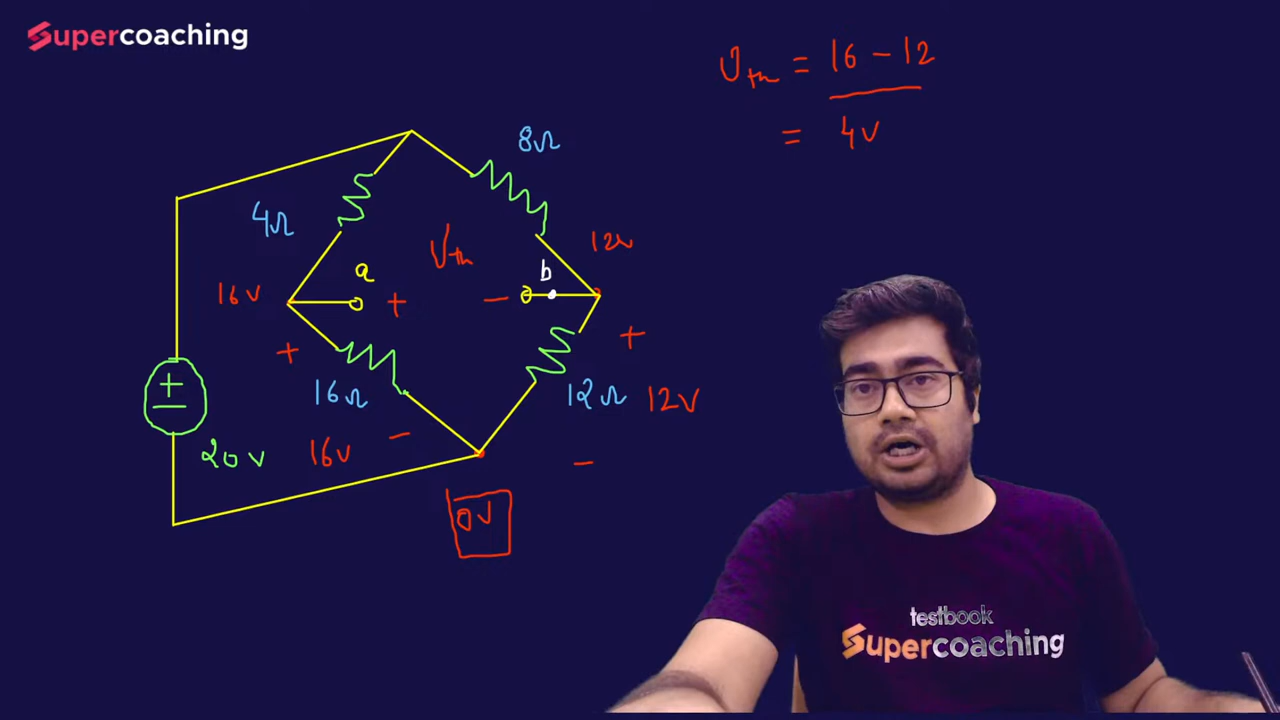 Supercoaching
Vth = 16 - 12
= 4V
8Ω
4Ω
Vth
12V
a
b
16V
+
-
+
+
16Ω
12Ω
12V
+
-
20V
16V
-
0V
testbook
Supercoaching